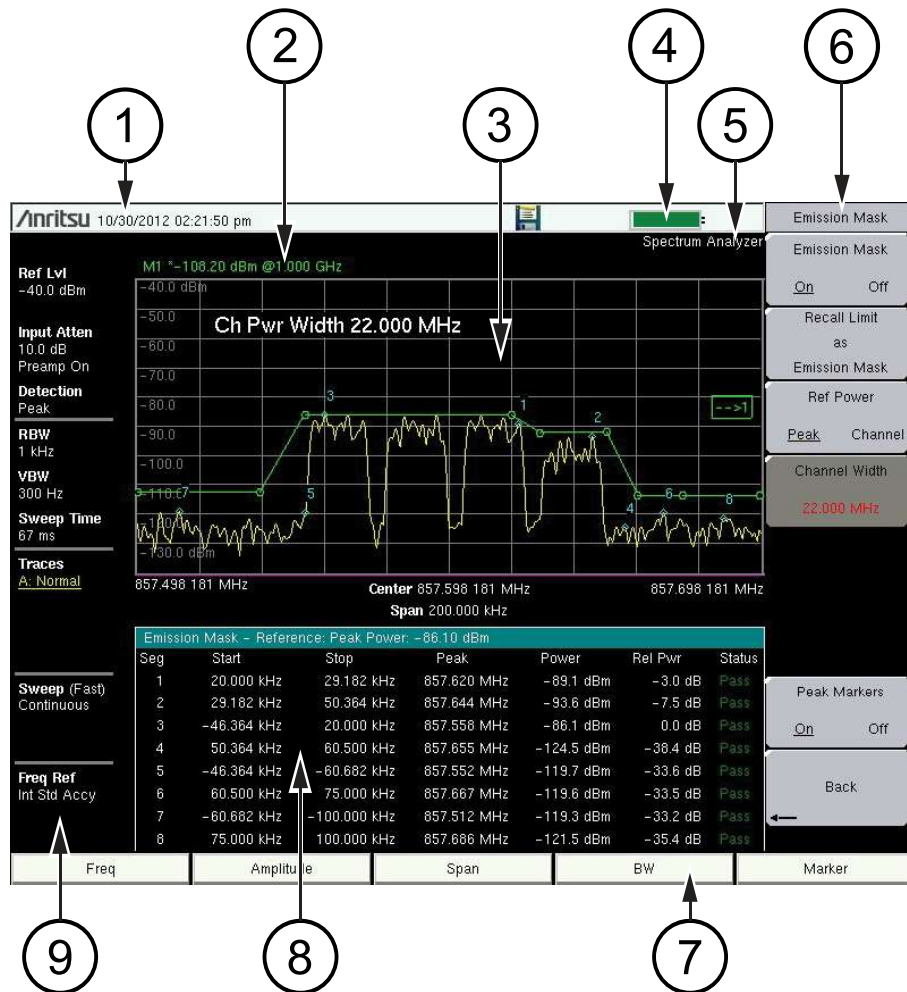 2
4
6
1
3
5
Anritsu 10/30/2012 02:21:50 pm
Spectrum Analyzer
M1 *-108.20 dBm @1.000 GHz
Ref Lvl
-40.0 dBm
Input Atten
10.0 dB
Preamp On
Detection
Peak
RBW
1 kHz
VBW
300 Hz
Sweep Time
67 ms
Traces
A: Normal
Sweep (Fast)
Continuous
Freq Ref
Int Std Accy
-40.0 dBm
-50.0
-60.0
-70.0
-80.0
-90.0
-100.0
-110.0
-120.0
-130.0 dBm
Ch Pwr Width 22.000 MHz
3
1
2
-->1
7
5
4
6
8
857.498 181 MHz
Center 857.598 181 MHz
857.698 181 MHz
Span 200.000 kHz
Emission Mask - Reference: Peak Power: -86.10 dBm
Seg Start Stop Peak Power Rel Pwr Status
1 20.000 kHz 29.182 kHz 857.620 MHz -89.1 dBm -3.0 dB Pass
2 29.182 kHz 50.364 kHz 857.644 MHz -93.6 dBm -7.5 dB Pass
3 -46.364 kHz 20.000 kHz 857.558 MHz -86.1 dBm 0.0 dB Pass
4 50.364 kHz 60.500 kHz 857.655 MHz -124.5 dBm -38.4 dB Pass
5 -46.364 kHz -60.682 kHz 857.552 MHz -119.7 dBm -33.6 dB Pass
6 60.500 kHz 75.000 kHz 857.667 MHz -119.6 dBm -33.5 dB Pass
7 -60.682 kHz -100.000 kHz 857.512 MHz -119.3 dBm -33.2 dB Pass
8 75.000 kHz 100.000 kHz 857.686 MHz -121.5 dBm -35.4 dB Pass
Emission Mask
Emission Mask
On Off
Recall Limit
as
Emission Mask
Ref Power
Peak Channel
Channel Width
22.000 MHz
Peak Markers
On Off
Back
Freq Amplitude Span BW Marker
9
8
7